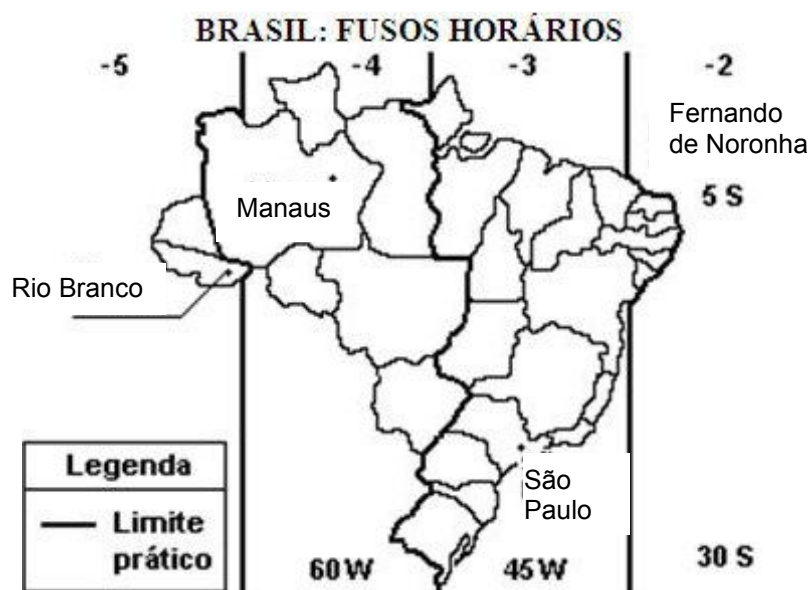 BRASIL: FUSOS HORÁRIOS
-5
-4
-3
-2
Fernando
de Noronha
5 S
Manaus
Rio Branco
Legenda
Limite
prático
São
Paulo
60 W
45 W
30 S